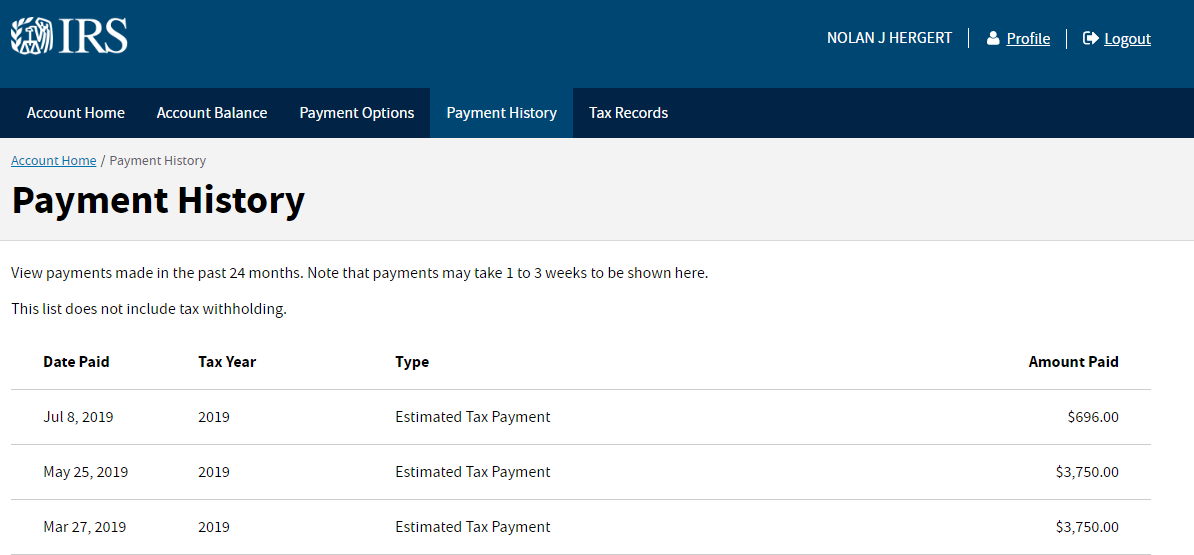 IRS
NOLAN J HERGERT Profile Logout
Account Home Account Balance Payment Options Payment History Tax Records
Account Home / Payment History
Payment History
View payments made in the past 24 months. Note that payments may take 1 to 3 weeks to be shown here.
This list does not include tax withholding.
Date Paid Tax Year Type Amount Paid
Jul 8, 2019 2019 Estimated Tax Payment $696.00
May 25, 2019 2019 Estimated Tax Payment $3,750.00
Mar 27, 2019 2019 Estimated Tax Payment $3,750.00